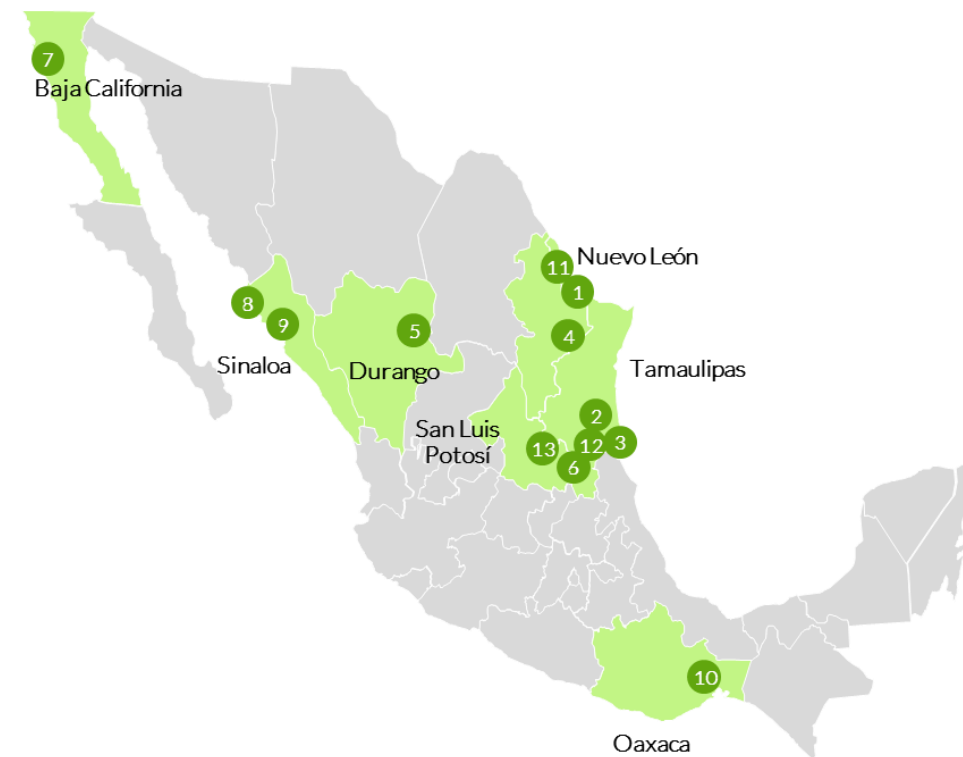 7
Baja California
Nuevo León
11
1
8
9
5
4
Sinaloa
Durango
Tamaulipas
San Luis
Potosí
2
13
12
3
6
10
Oaxaca